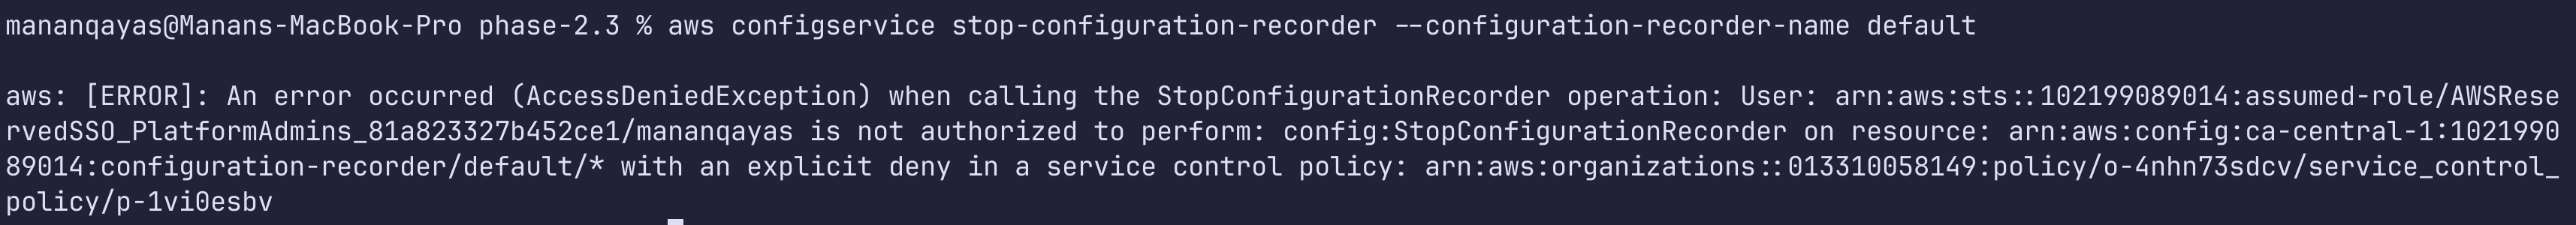 mananqayas@Manans-MacBook-Pro phase-2.3 % aws configservice stop-configuration-recorder --configuration-recorder-name default
aws: [ERROR]: An error occurred (AccessDeniedException) when calling the StopConfigurationRecorder operation: User: arn:aws:sts::102199089014:assumed-role/AWSRese
rvedSSO_PlatformAdmins_81a823327b452ce1/mananqayas is not authorized to perform: config:StopConfigurationRecorder on resource: arn:aws:config:ca-central-1:1021990
89014:configuration-recorder/default/* with an explicit deny in a service control policy: arn:aws:organizations::013310058149:policy/o-4nhn73sdcv/service_control_
policy/p-1vi0esbv